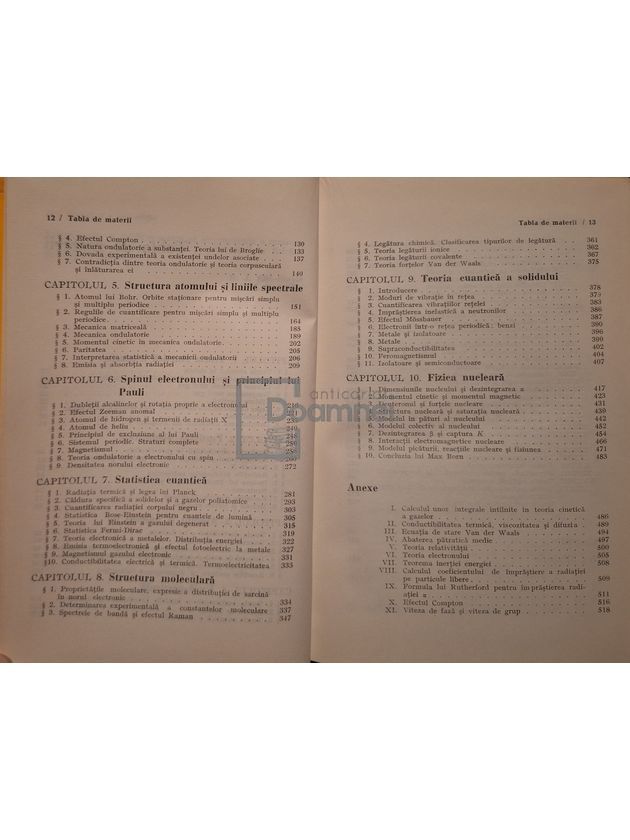 12 / Tabla de materii
§ 4. Efectul Compton . . . . . 130
§ 5. Natura ondulatorie a substanței. Teoria lui de Broglie . . 133
§ 6. Dovada experimentală a existenței undelor asociate . . . 137
§ 7. Contradicția dintre teoria ondulatorie și teoria corpusculară
și înlăturarea ei . . . . . 140
CAPITOLUL 5. Structura atomului și liniile spectrale
§ 1. Atomul lui Bohr. Orbite staționare pentru mișcări simplu
și multiplu periodice . . . . . 151
§ 2. Regulile de cuantificare pentru mișcări simplu și multiplu
periodice . . . . . 164
§ 3. Mecanica matriceală . . . . . 185
§ 4. Mecanica ondulatorie . . . . . 189
§ 5. Momentul cinetic în mecanica ondulatorie . . . . . 202
§ 6. Paritatea . . . . . 205
§ 7. Interpretarea statistică a mecanicii ondulatorii . . . . . 206
§ 8. Emisia și absorbția radiației . . . . . 209
CAPITOLUL 6. Spinul electronului și principiul lui
Pauli
§ 1. Dubleții alcalinelor și rotația proprie a electronului
§ 2. Efectul Zeeman anomal
§ 3. Atomul de hidrogen și termenii de radiații X
§ 4. Atomul de heliu
§ 5. Principiul de excluziune al lui Pauli
§ 6. Sistemul periodic. Straturi complete
§ 7. Magnetismul
§ 8. Teoria ondulatorie a electronului cu spin
§ 9. Densitatea norului electronic . . . . . 272
CAPITOLUL 7. Statistica cuantică
§ 1. Radiația termică și legea lui Planck . . . . . 281
§ 2. Căldura specifică a solidelor și a gazelor poliatomice . . . 293
§ 3. Cuantificarea radiației corpului negru . . . . . 303
§ 4. Statistica Bose-Einstein pentru cuantele de lumină . . . 305
§ 5. Teoria lui Einstein a gazului degenerat . . . . . 311
§ 6. Statistica Fermi-Dirac . . . . . 316
§ 7. Teoria electronică a metalelor. Distribuția energiei . . . 322
§ 8. Emisia termoelectronică și efectul fotoelectric la metale . . 327
§ 9. Magnetismul gazului electronic . . . . . 331
§10. Conductibilitatea electrică și termică. Termoelectricitatea . . 333
CAPITOLUL 8. Structura moleculară
§ 1. Proprietățile moleculare, expresie a distribuției de sarcină
în norul electronic . . . . . 334
§ 2. Determinarea experimentală a constantelor moleculare . . 337
§ 3. Spectrele de bandă și efectul Raman . . . . . 347
Tabla de materii / 13
§ 4. Legătura chimică. Clasificarea tipurilor de legătură . . . 361
§ 5. Teoria legăturii ionice . . . . . 362
§ 6. Teoria legăturii covalente . . . . . 367
§ 7. Teoria forțelor Van der Waals . . . . . 375
CAPITOLUL 9. Teoria cuantică a solidului
§ 1. Introducere . . . . . 378
§ 2. Moduri de vibrație în rețea . . . . . 379
§ 3. Cuantificarea vibrațiilor rețelei . . . . . 383
§ 4. Împrăștierea inelastică a neutronilor . . . . . 386
§ 5. Efectul Mössbauer . . . . . 387
§ 6. Electronii într-o rețea periodică: benzi . . . . . 390
§ 7. Metale și izolatoare . . . . . 396
§ 8. Metale . . . . . 399
§ 9. Supraconductibilitatea . . . . . 402
§ 10. Feromagnetismul . . . . . 404
§ 11. Izolatoare și semiconductoare . . . . . 407
CAPITOLUL 10. Fizica nucleară
§ 1. Dimensiunile nucleului și dezintegrarea α . . . . . 417
Momentul cinetic și momentul magnetic . . . . . 423
Deuteronul și forțele nucleare . . . . . 431
Structura nucleară și saturația nucleară . . . . . 439
§ 5. Modelul în pături al nucleului . . . . . 442
§ 6. Modelul colectiv al nucleului . . . . . 452
§ 7. Dezintegrarea β și captura K . . . . . 454
§ 8. Interacții electromagnetice nucleare . . . . . 466
§ 9. Modelul picăturii, reacțiile nucleare și fisiunea . . . . . 471
§ 10. Concluzia lui Max Born . . . . . 483
Anexe
I. Calculul unor integrale întîlnite în teoria cinetică
a gazelor . . . . . 486
II. Conductibilitatea termică, viscozitatea și difuzia . . 489
III. Ecuația de stare Van der Waals . . . . . 494
IV. Abaterea pătratică medie . . . . . 497
V. Teoria relativității . . . . . 500
VI. Teoria electronului . . . . . 505
VII. Teorema inerției energiei . . . . . 508
VIII. Calculul coeficientului de împrăștiere a radiației
pe particule libere . . . . . 509
IX. Formula lui Rutherford pentru împrăștierea radi-
ației α . . . . . 511
X. Efectul Compton . . . . . 516
XI. Viteza de fază și viteza de grup . . . . . 518
anticariat
Doamnei